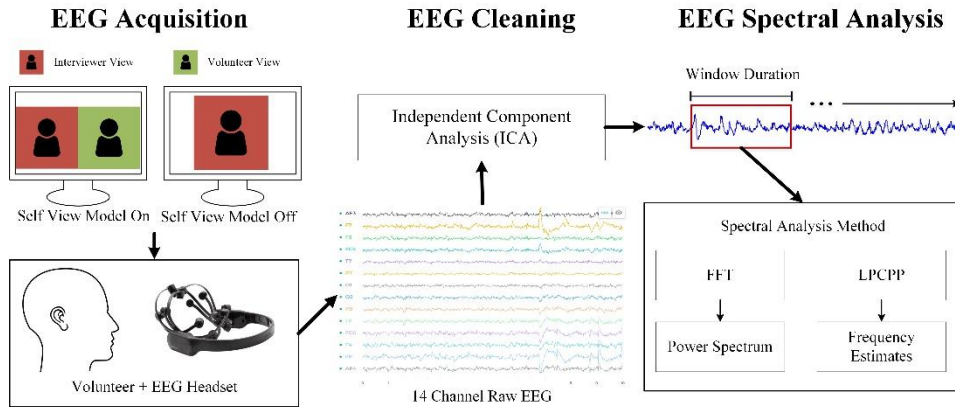 EEG Acquisition
Interviewer View
Volunteer View
Self View Model On
Self View Model Off
Volunteer + EEG Headset
EEG Cleaning
Independent Component
Analysis (ICA)
14 Channel Raw EEG
EEG Spectral Analysis
Window Duration
Spectral Analysis Method
FFT
LPCPP
Power Spectrum
Frequency
Estimates